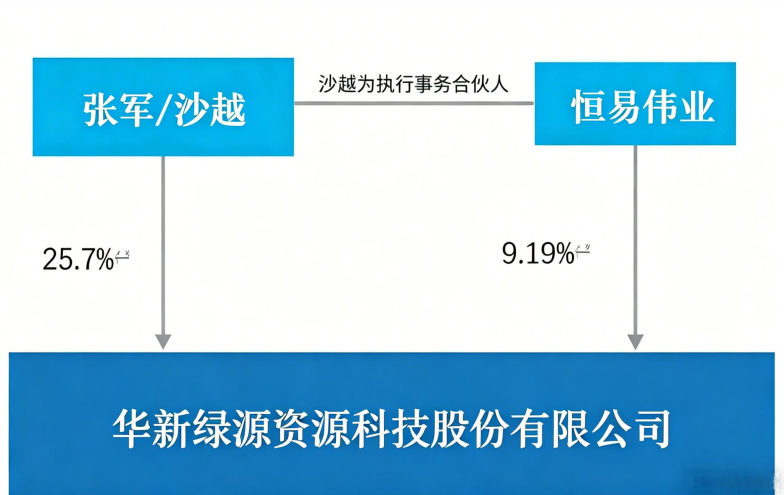 沙越为执行事务合伙人
张军/沙越
恒易伟业
25.7%
9.19%
华新绿源资源科技股份有限公司